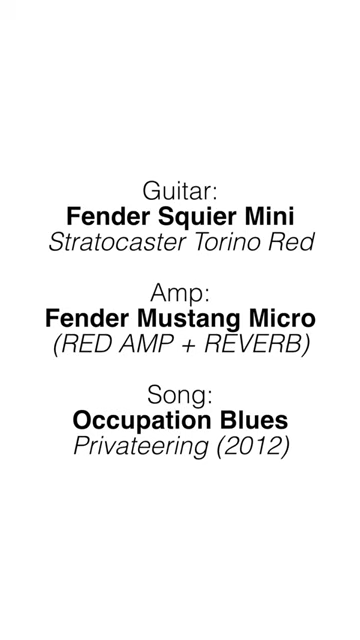 Guitar:
Fender Squier Mini
Stratocaster Torino Red
Amp:
Fender Mustang Micro
(RED AMP + REVERB)
Song:
Occupation Blues
Privateering (2012)